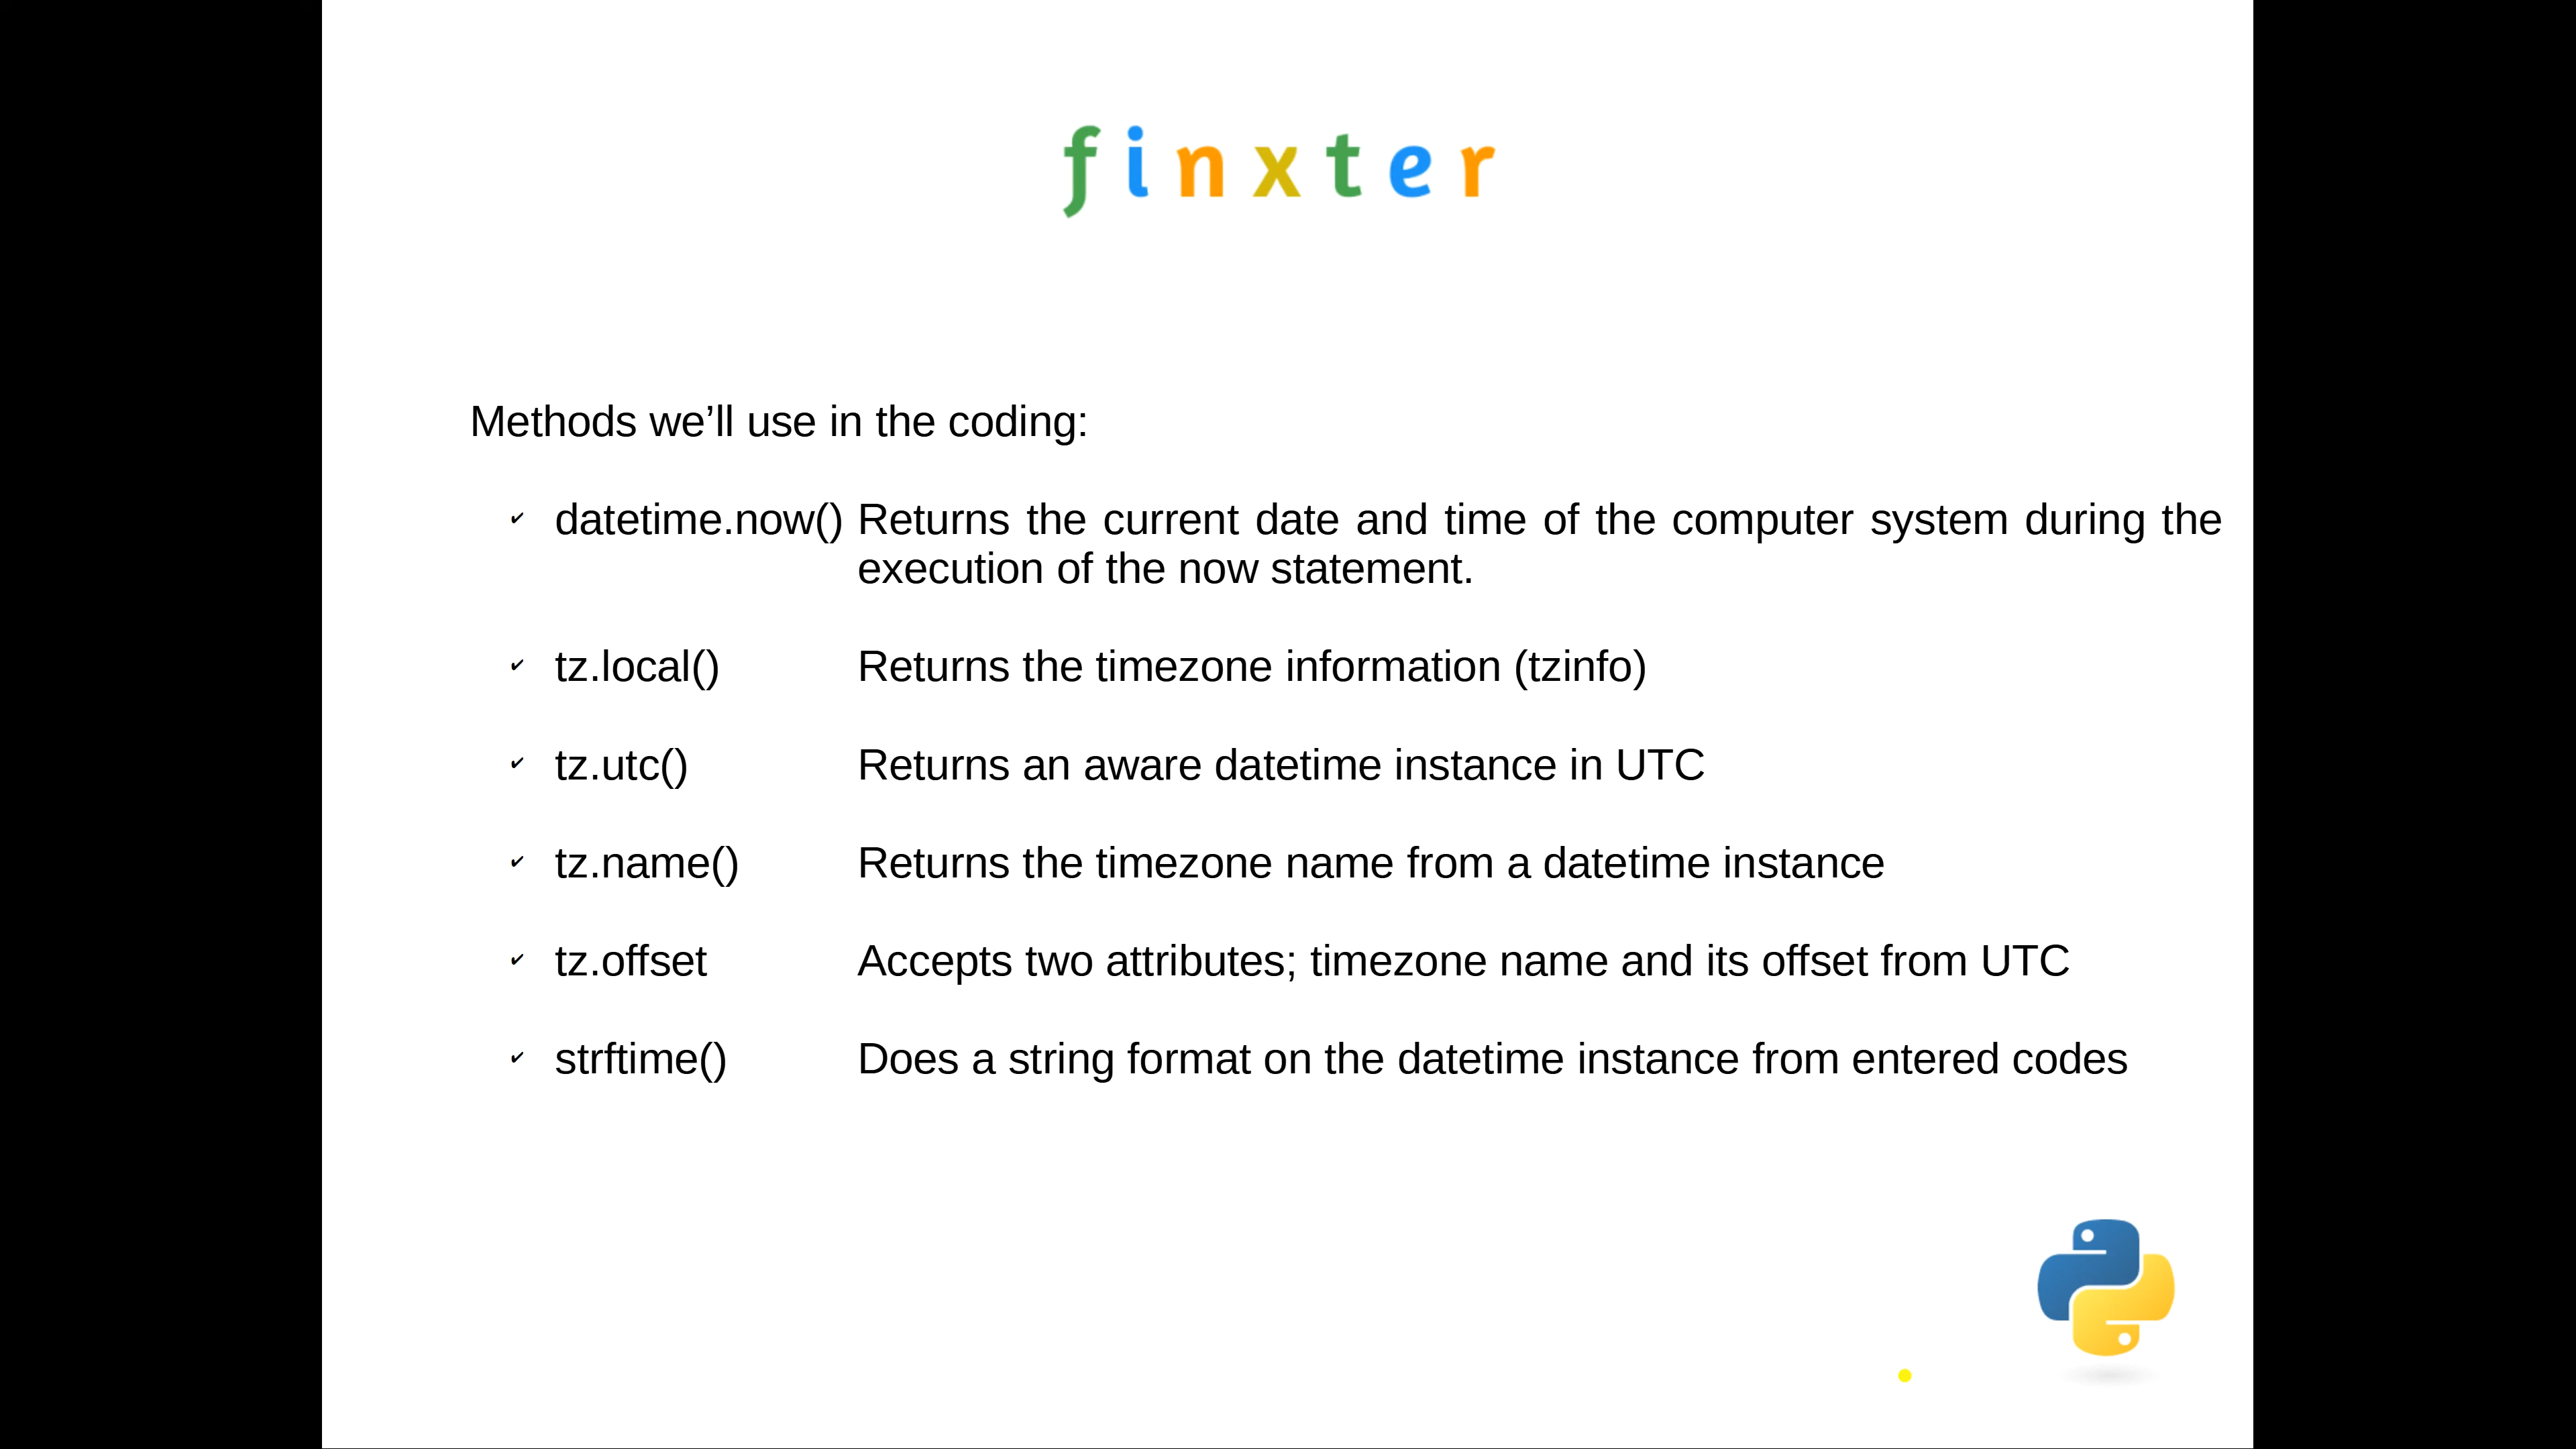 finxter
Methods we’ll use in the coding:
✔ datetime.now() Returns the current date and time of the computer system during the
execution of the now statement.
✔ tz.local() Returns the timezone information (tzinfo)
✔ tz.utc() Returns an aware datetime instance in UTC
✔ tz.name() Returns the timezone name from a datetime instance
✔ tz.offset Accepts two attributes; timezone name and its offset from UTC
✔ strftime() Does a string format on the datetime instance from entered codes